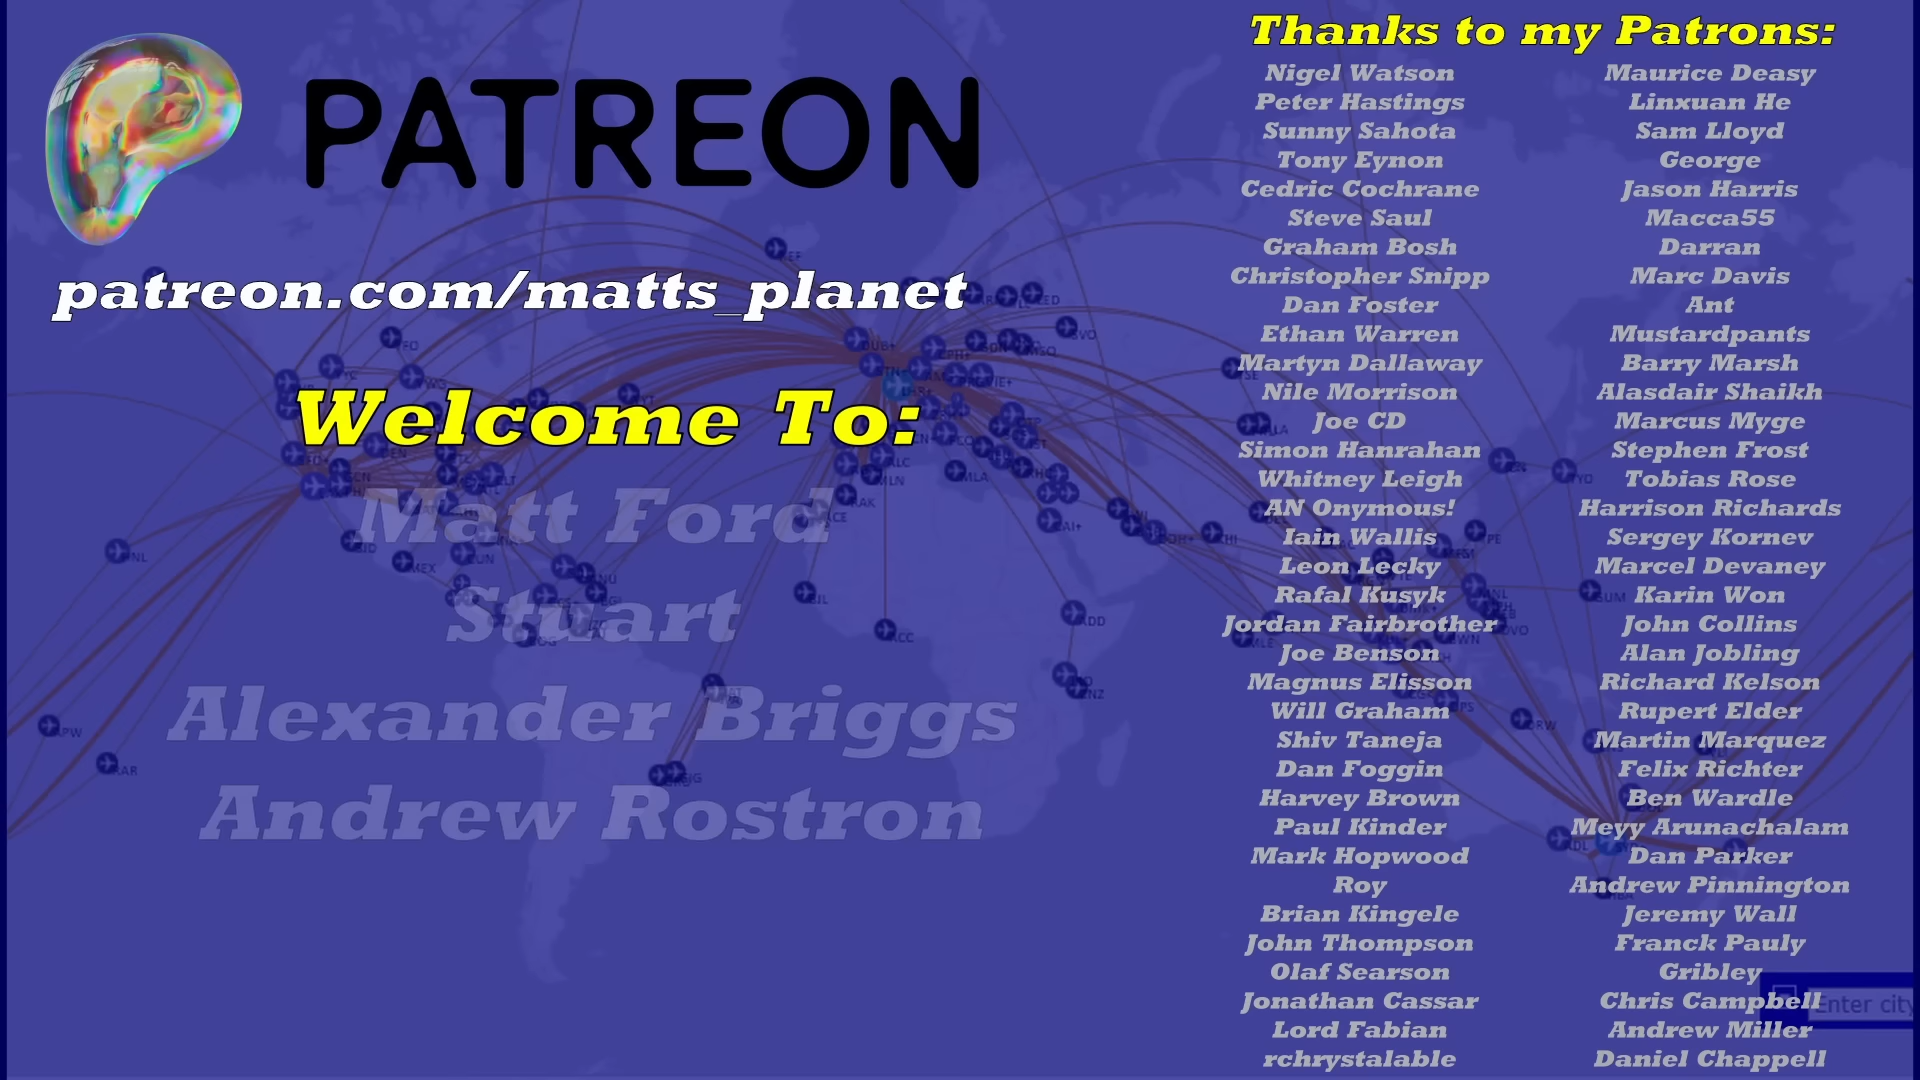 PATREON
patreon.com/matts_planet
Welcome To:
Matt Ford
Stuart
Alexander Briggs
Andrew Rostron
Thanks to my Patrons:
Nigel Watson
Peter Hastings
Sunny Sahota
Tony Eynon
Cedric Cochrane
Steve Saul
Graham Bosh
Christopher Snipp
Dan Foster
Ethan Warren
Martyn Dallaway
Nile Morrison
Joe CD
Simon Hanrahan
Whitney Leigh
AN Onymous!
Iain Wallis
Leon Lecky
Rafal Kusyk
Jordan Fairbrother
Joe Benson
Magnus Elisson
Will Graham
Shiv Taneja
Dan Foggin
Harvey Brown
Paul Kinder
Mark Hopwood
Roy
Brian Kingele
John Thompson
Olaf Searson
Jonathan Cassar
Lord Fabian
rchrystalable
Maurice Deasy
Linxuan He
Sam Lloyd
George
Jason Harris
Macca55
Darran
Marc Davis
Ant
Mustardpants
Barry Marsh
Alasdair Shaikh
Marcus Myge
Stephen Frost
Tobias Rose
Harrison Richards
Sergey Kornev
Marcel Devaney
Karin Won
John Collins
Alan Jobling
Richard Kelson
Rupert Elder
Martin Marquez
Felix Richter
Ben Wardle
Meyy Arunachalam
Dan Parker
Andrew Pinnington
Jeremy Wall
Franck Pauly
Gribley
Chris Campbell
Andrew Miller
Daniel Chappell
Enter city
MEX
ADD
MLA